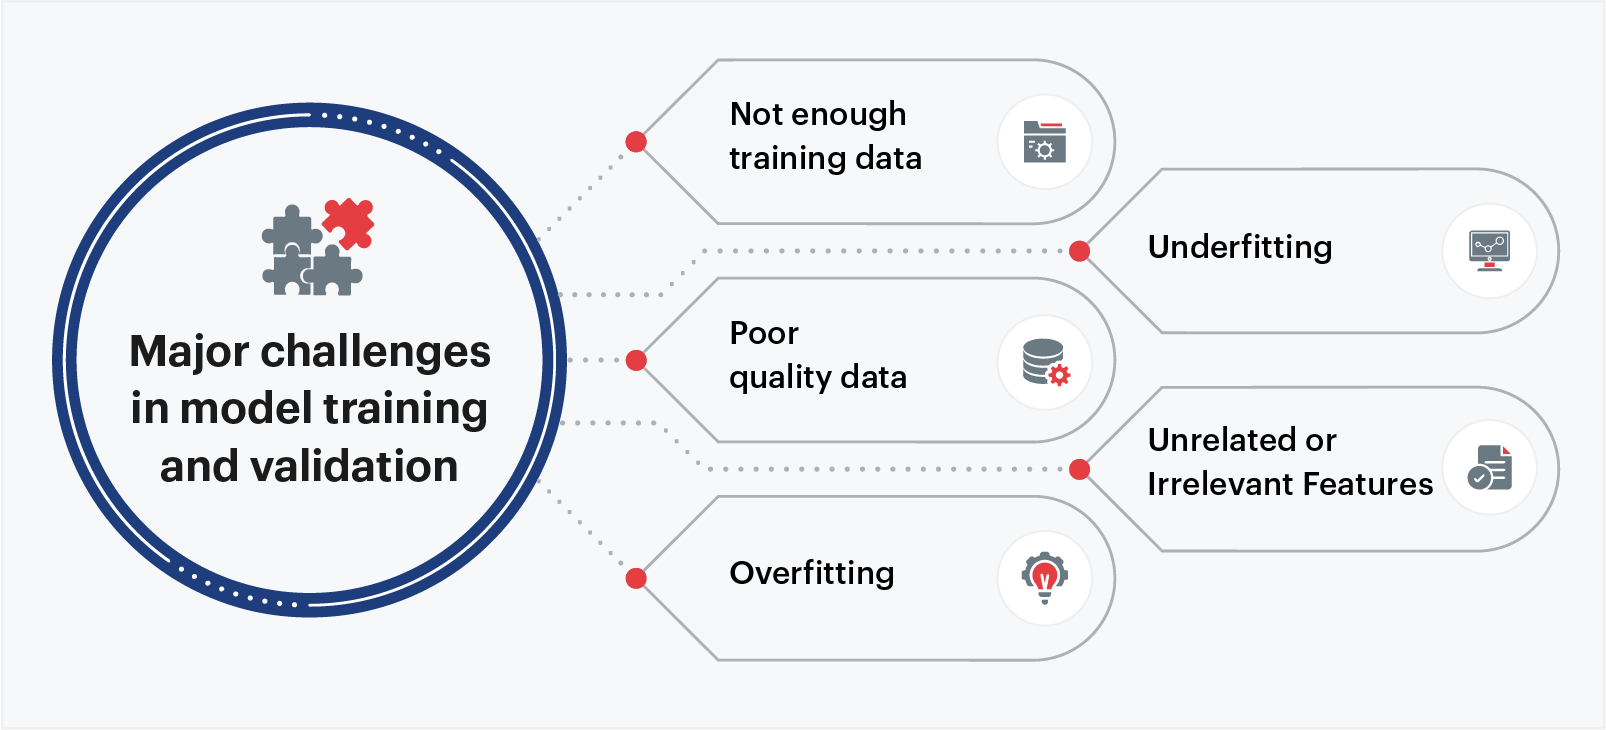 Major challenges
in model training
and validation
Not enough
training data
Underfitting
Poor
quality data
Unrelated or
Irrelevant Features
Overfitting